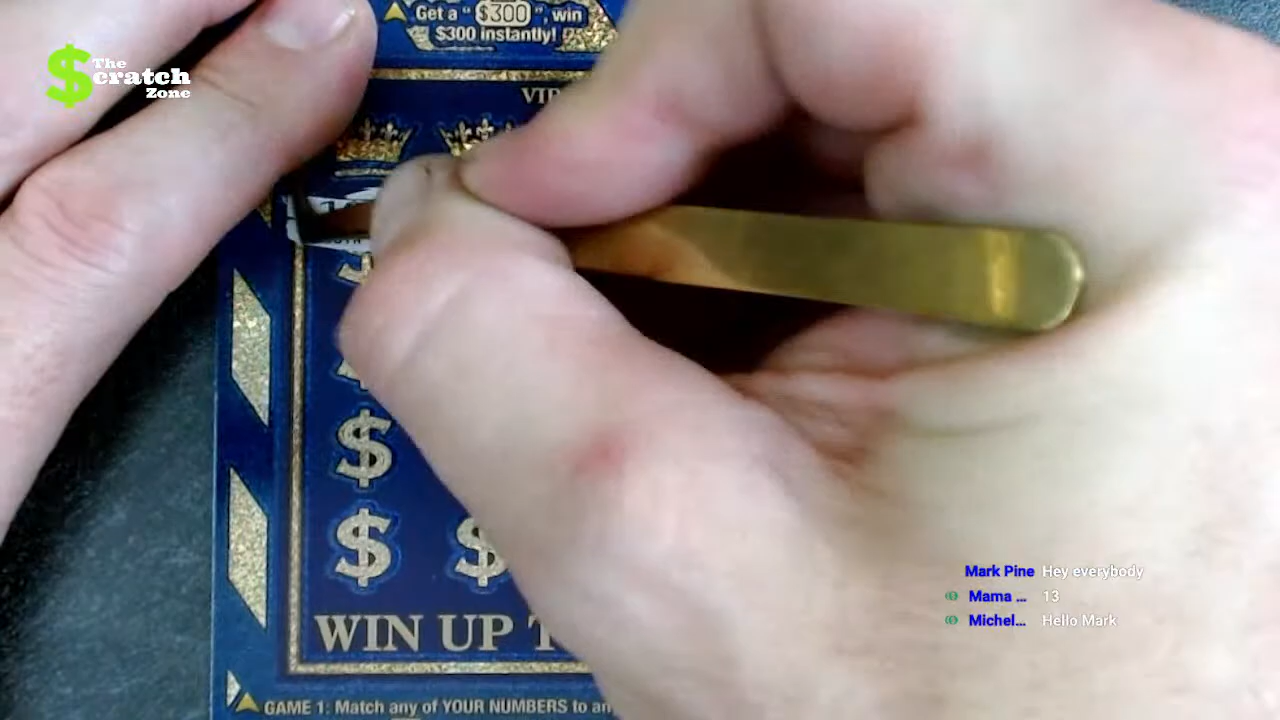 Get a "$300", win
$300 instantly!
The
$cratch
Zone
VIP
WIN UP T
GAME 1: Match any of YOUR NUMBERS to an
Mark Pine Hey everybody
Mama ... 13
Michel... Hello Mark